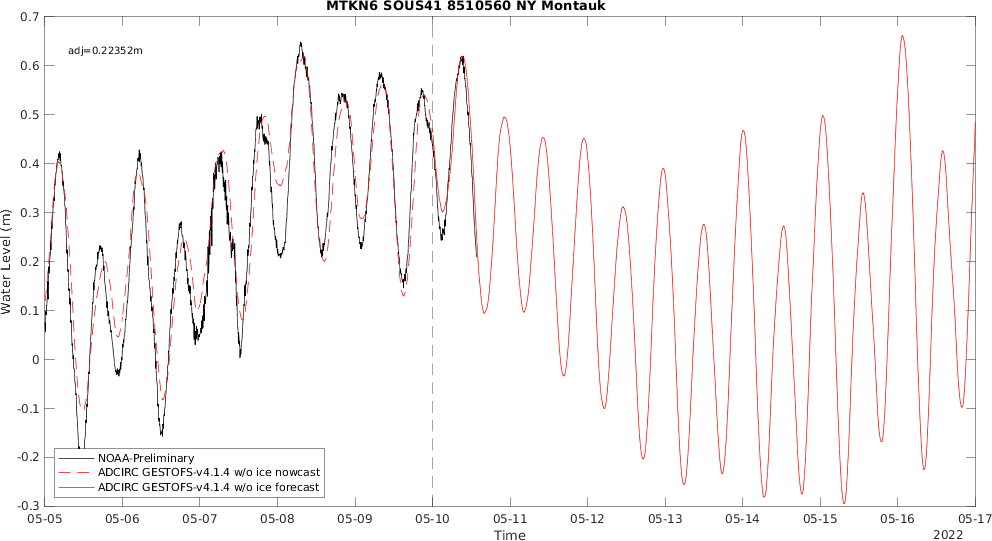 MTKN6 SOUS41 8510560 NY Montauk
adj=0.22352m
Water Level (m)
0.7
0.6
0.5
0.4
0.3
0.2
0.1
0
-0.1
-0.2
-0.3
NOAA-Preliminary
ADCIRC GESTOFS-v4.1.4 w/o ice nowcast
ADCIRC GESTOFS-v4.1.4 w/o ice forecast
05-05 05-06 05-07 05-08 05-09 05-10 05-11 05-12 05-13 05-14 05-15 05-16 05-17
Time
2022